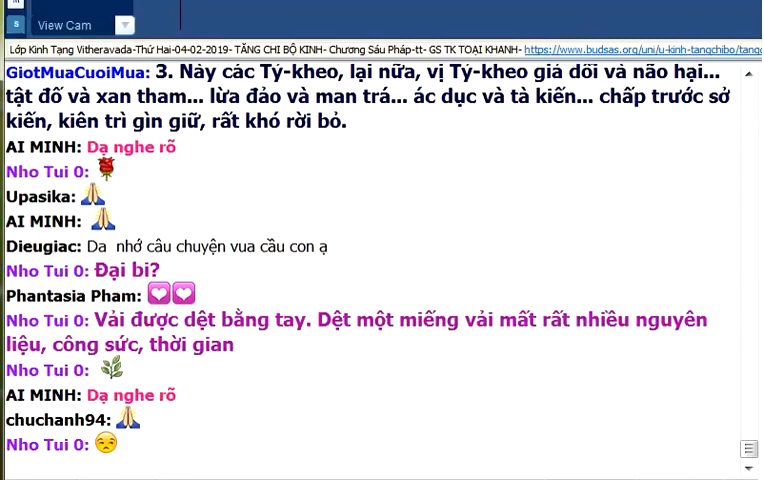 View Cam
Lớp Kinh Tạng Vitheravada-Thứ Hai-04-02-2019- TĂNG CHI BỘ KINH- Chương Sáu Pháp-tt- GS TK TOẠI KHANH- https://www.budsas.org/uni/u-kinh-tangchibo/tangc
GiotMuaCuoiMua: 3. Này các Tỷ-kheo, lại nữa, vị Tỷ-kheo giả dối và não hại...
tật đố và xan tham... lừa đảo và man trá... ác dục và tà kiến... chấp trước sở
kiến, kiên trì gìn giữ, rất khó rời bỏ.
AI MINH: Dạ nghe rõ
Nho Tui 0: 🌹
Upasika: 🙏
AI MINH: 🙏
Dieugiac: Da nhớ câu chuyện vua cầu con ạ
Nho Tui 0: Đại bi?
Phantasia Pham: 💟💟
Nho Tui 0: Vải được dệt bằng tay. Dệt một miếng vải mất rất nhiều nguyên
liệu, công sức, thời gian
Nho Tui 0: 🌿
AI MINH: Dạ nghe rõ
chuchanh94: 🙏
Nho Tui 0: 😒